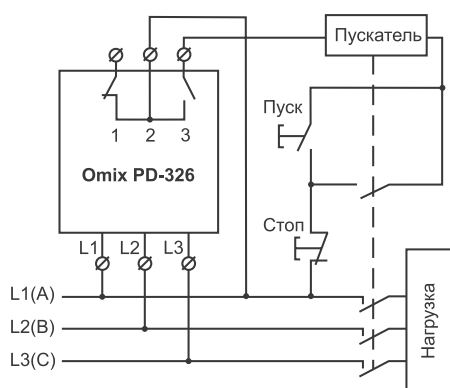 Пускатель
Пуск
1 2 3
Omix PD-326
Стоп
L1 L2 L3
L1(A)
L2(B)
L3(C)
Нагрузка